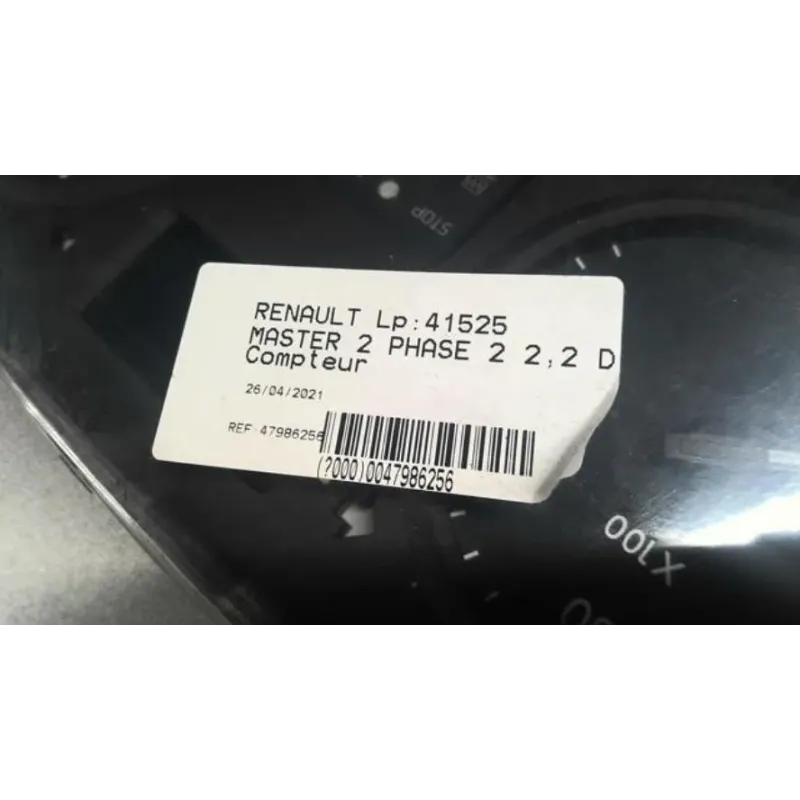 STOP
RENAULT Lp:41525
MASTER 2 PHASE 2 2,2 D
Compteur
26/04/2021
REF 47986256
(?000)0047986256
X100